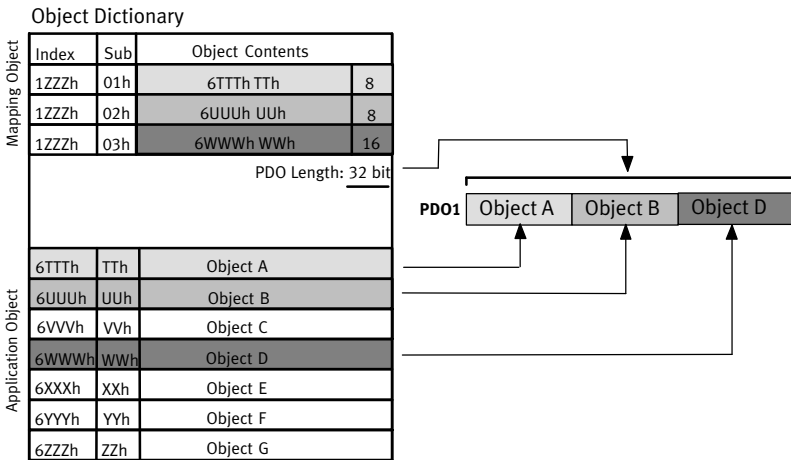 Object Dictionary
Mapping Object
Index Sub Object Contents
1ZZZh 01h 6TTTh TTh 8
1ZZZh 02h 6UUUh UUh 8
1ZZZh 03h 6WWWh WWh 16
PDO Length: 32 bit
PDO1 Object A Object B Object D
Application Object
6TTTh TTh Object A
6UUUh UUh Object B
6VVVh VVh Object C
6WWWh WWh Object D
6XXXh XXh Object E
6YYYh YYh Object F
6ZZZh ZZh Object G